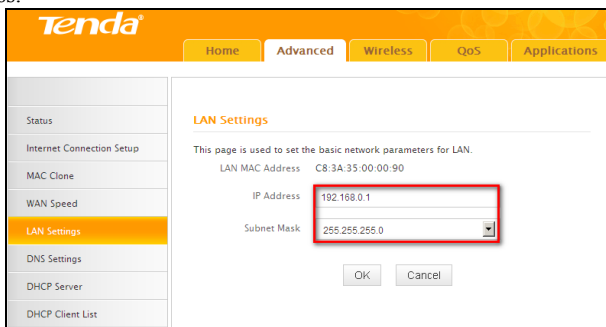 es.
Tenda®
Home Advanced Wireless QoS Applications
Status
Internet Connection Setup
MAC Clone
WAN Speed
LAN Settings
DNS Settings
DHCP Server
DHCP Client List
LAN Settings
This page is used to set the basic network parameters for LAN.
LAN MAC Address C8:3A:35:00:00:90
IP Address 192.168.0.1
Subnet Mask 255.255.255.0
OK Cancel